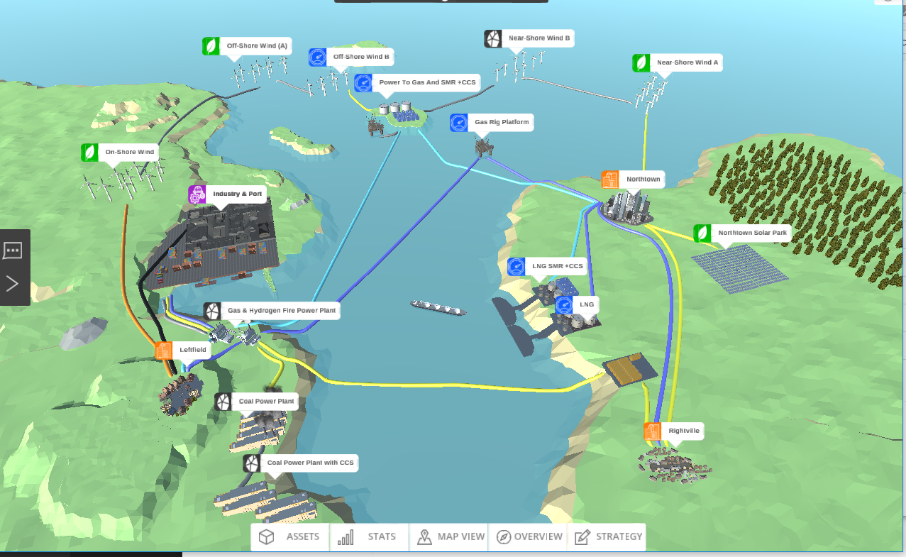 Off-Shore Wind (A)
Off-Shore Wind B
Near-Shore Wind B
Near-Shore Wind A
Power To Gas And SMR +CCS
Gas Rig Platform
On-Shore Wind
Industry & Port
Northtown
Northtown Solar Park
LNG SMR +CCS
LNG
Gas & Hydrogen Fire Power Plant
Leftfield
Coal Power Plant
Rightville
Coal Power Plant with CCS
ASSETS
STATS
MAP VIEW
OVERVIEW
STRATEGY